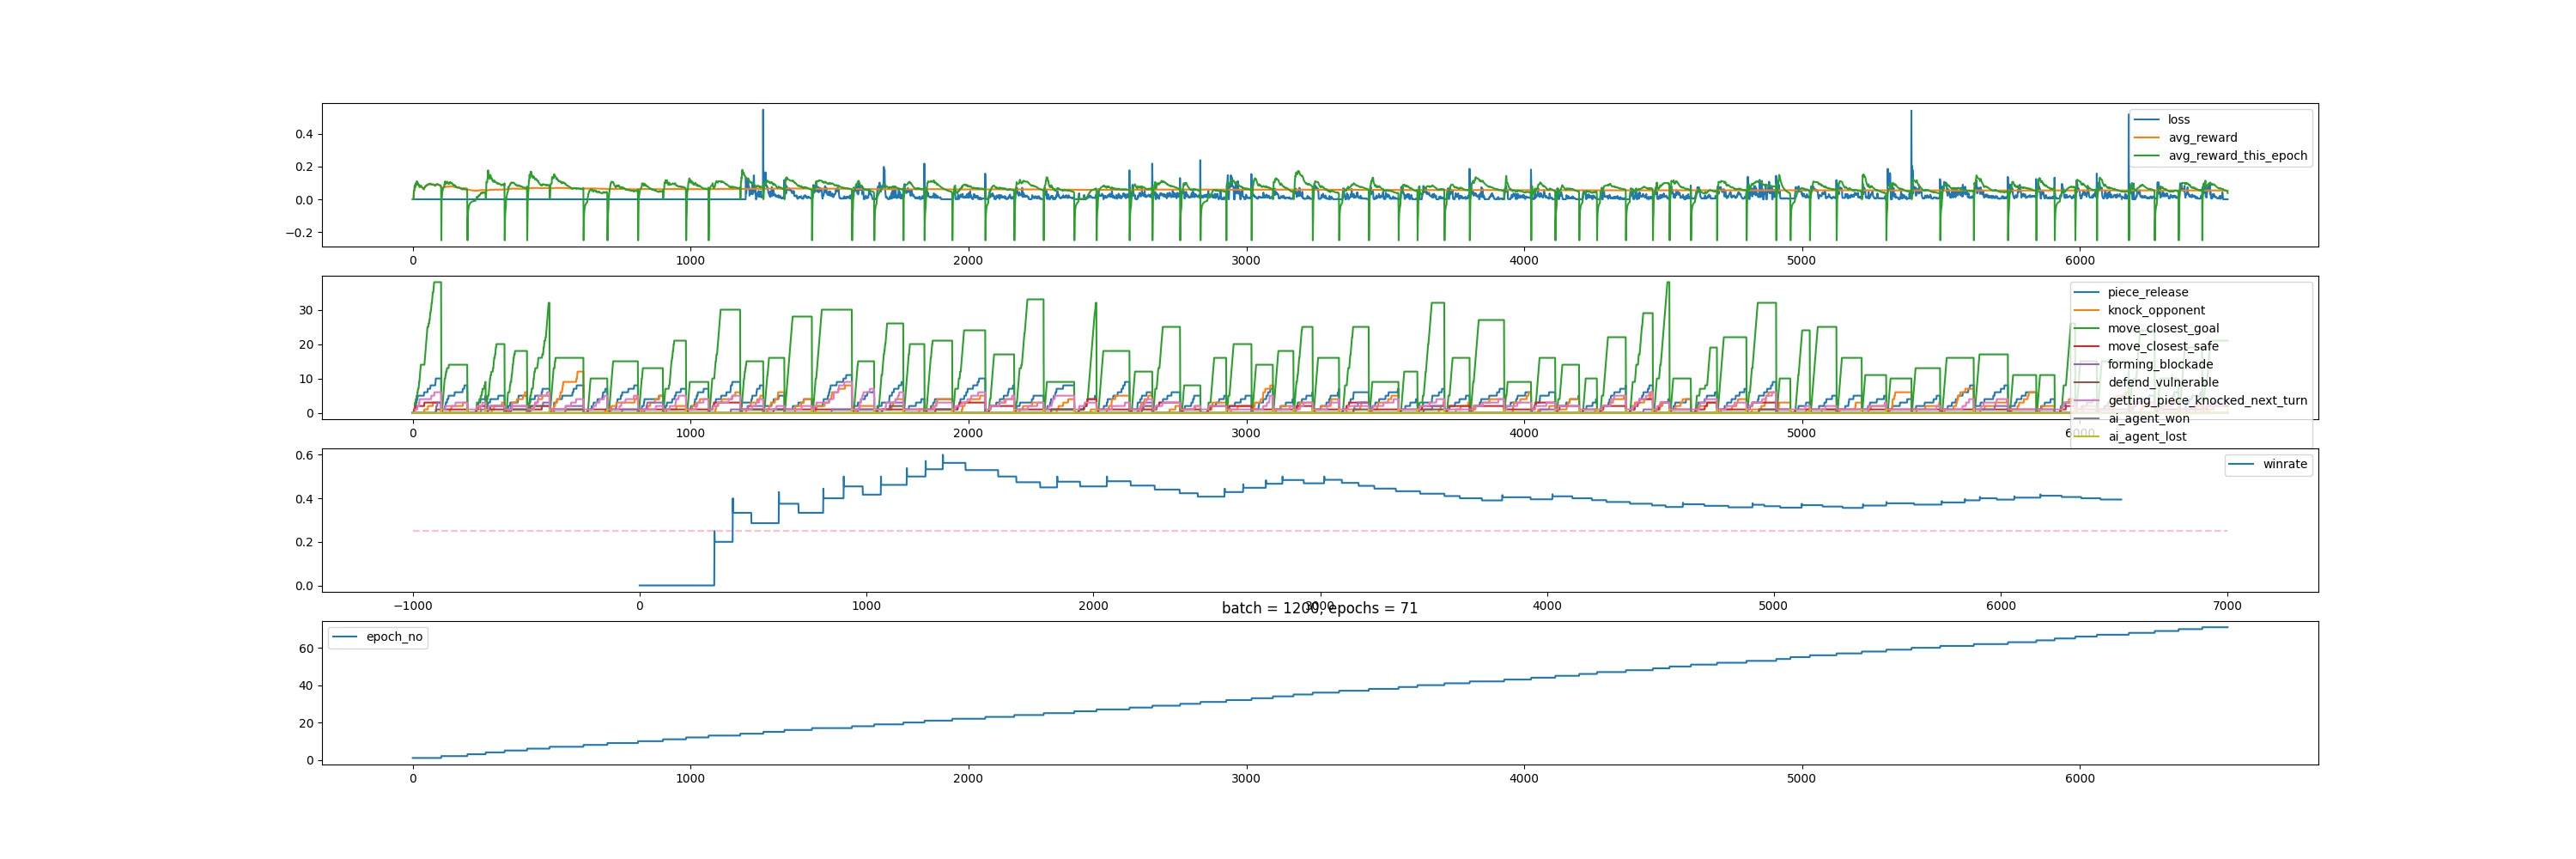 0.4
0.2
0.0
−0.2
loss
avg_reward
avg_reward_this_epoch
0 1000 2000 3000 4000 5000 6000
30
20
10
0
piece_release
knock_opponent
move_closest_goal
move_closest_safe
forming_blockade
defend_vulnerable
getting_piece_knocked_next_turn
ai_agent_won
ai_agent_lost
0 1000 2000 3000 4000 5000 6000
0.6
0.4
0.2
0.0
winrate
−1000 0 1000 2000 3000 4000 5000 6000 7000
batch = 1200, epochs = 71
epoch_no
60
40
20
0
0 1000 2000 3000 4000 5000 6000